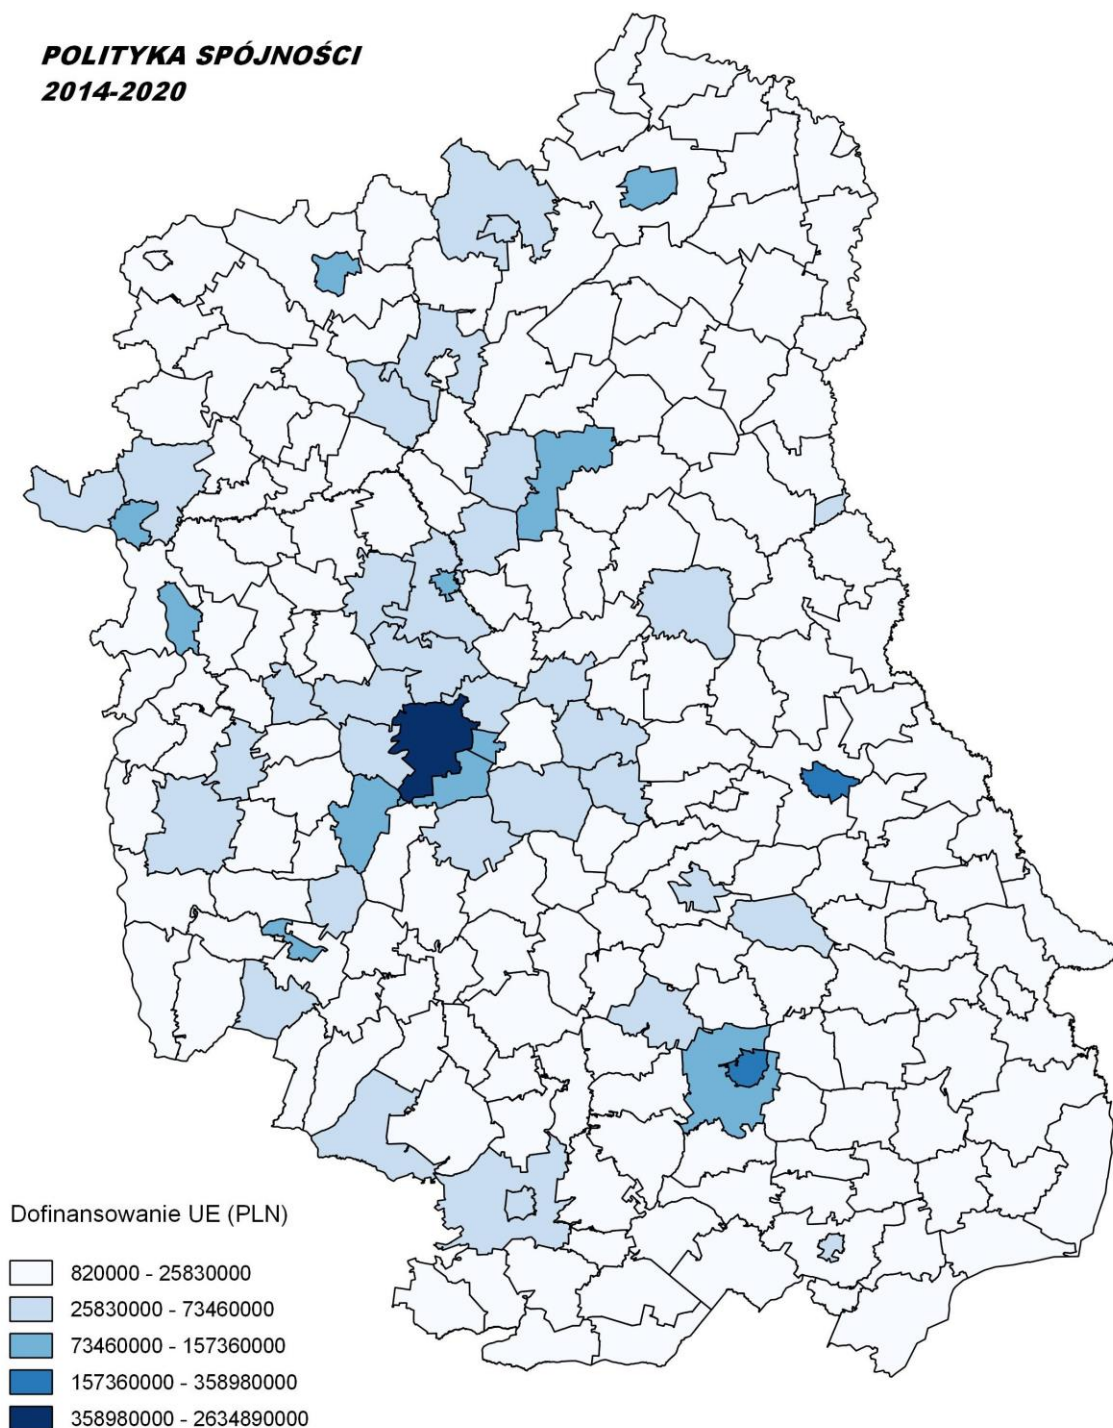 POLITYKA SPÓJNOŚCI
2014-2020
Dofinansowanie UE (PLN)
820000 - 25830000
25830000 - 73460000
73460000 - 157360000
157360000 - 358980000
358980000 - 2634890000